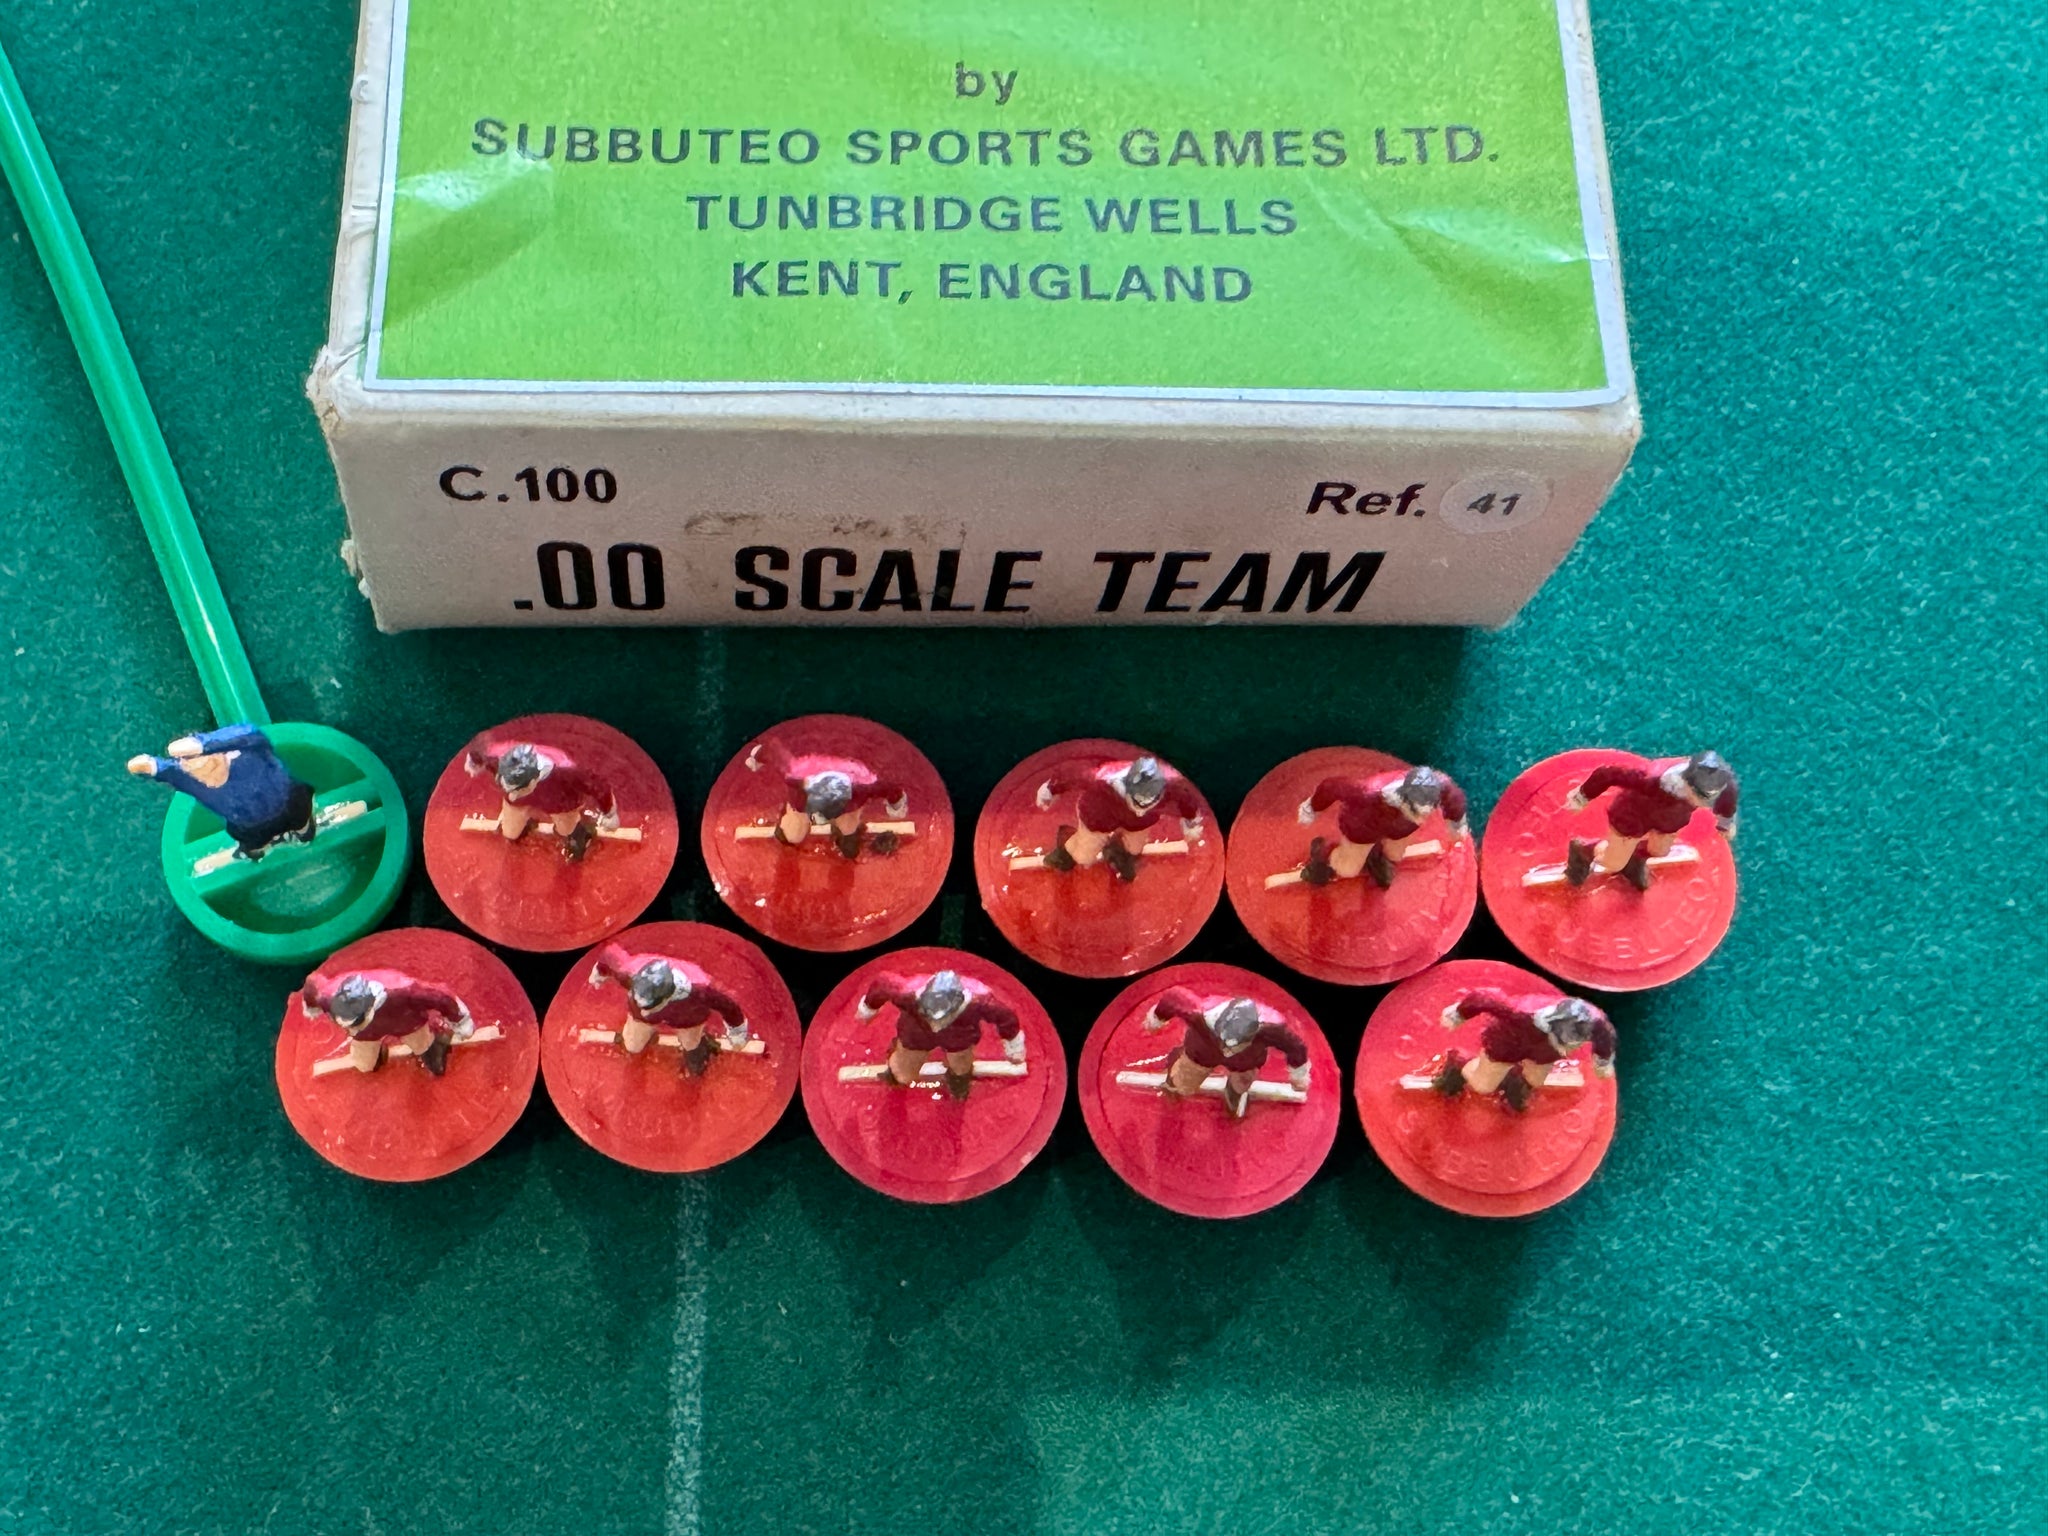 by
SUBBUTEO SPORTS GAMES LTD.
TUNBRIDGE WELLS
KENT, ENGLAND
C.100 Ref. 41
.00 SCALE TEAM